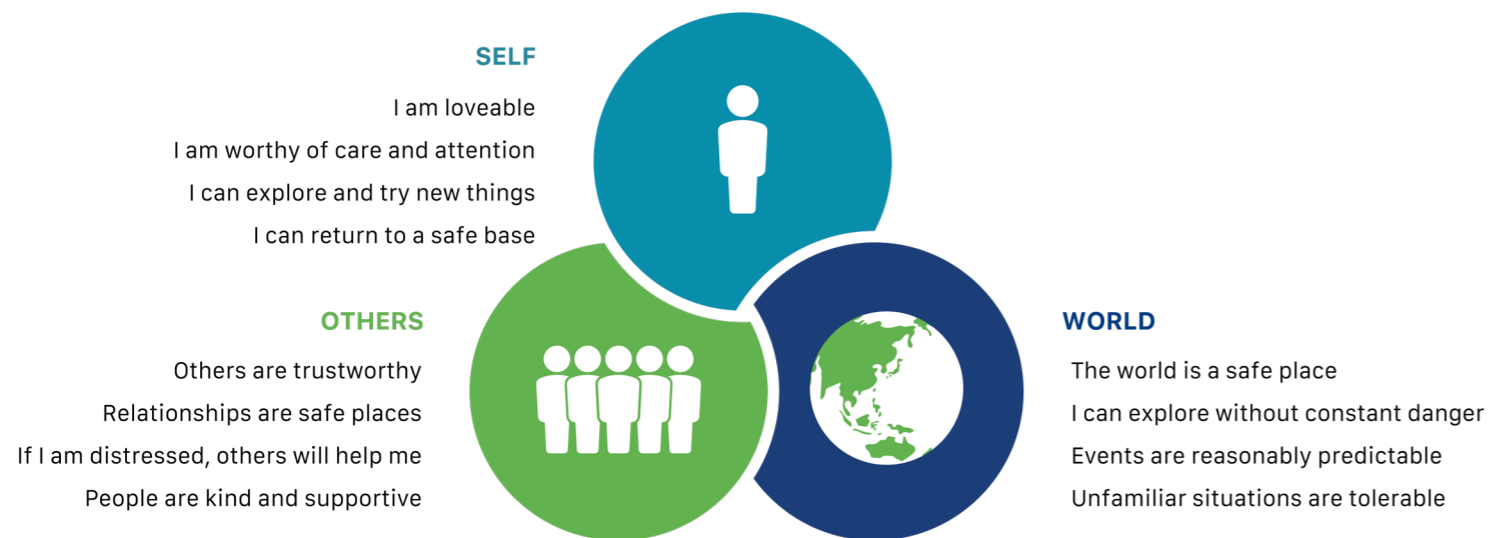 SELF
I am loveable
I am worthy of care and attention
I can explore and try new things
I can return to a safe base
OTHERS
Others are trustworthy
Relationships are safe places
If I am distressed, others will help me
People are kind and supportive
WORLD
The world is a safe place
I can explore without constant danger
Events are reasonably predictable
Unfamiliar situations are tolerable